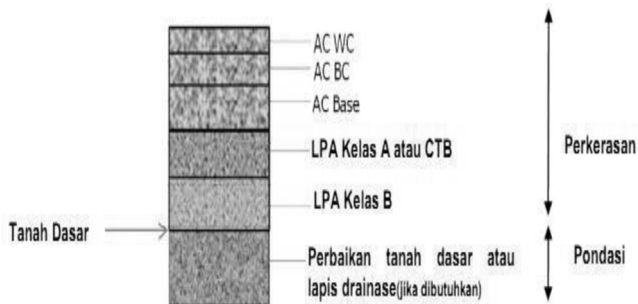 AC WC
AC BC
AC Base
LPA Kelas A atau CTB
Perkerasan
LPA Kelas B
Tanah Dasar
Perbaikan tanah dasar atau
lapis drainase(jika dibutuhkan)
Pondasi